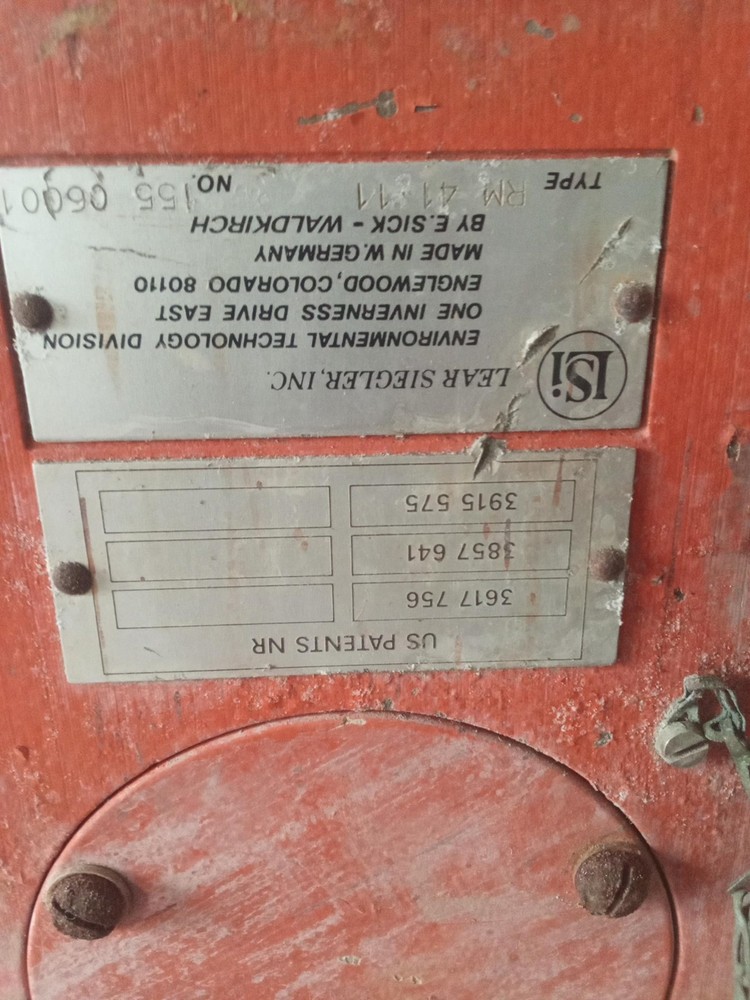 US PATENTS NR
3617 756
3857 641
3915 575
LSi
LEAR SIEGLER, INC.
ENVIRONMENTAL TECHNOLOGY DIVISION
ONE INVERNESS DRIVE EAST
ENGLEWOOD, COLORADO 80110
MADE IN W.GERMANY
BY E.SICK - WALDKIRCH
TYPE RM 41 11 NO. 155 06001